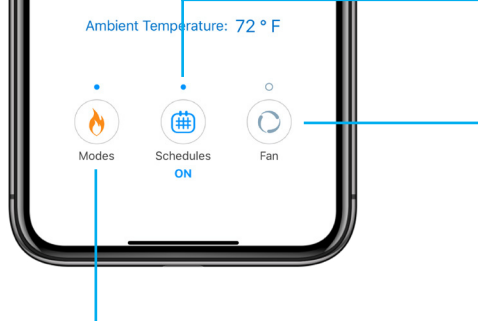 Ambient Temperature: 72 ° F
Modes
Schedules
Fan
ON